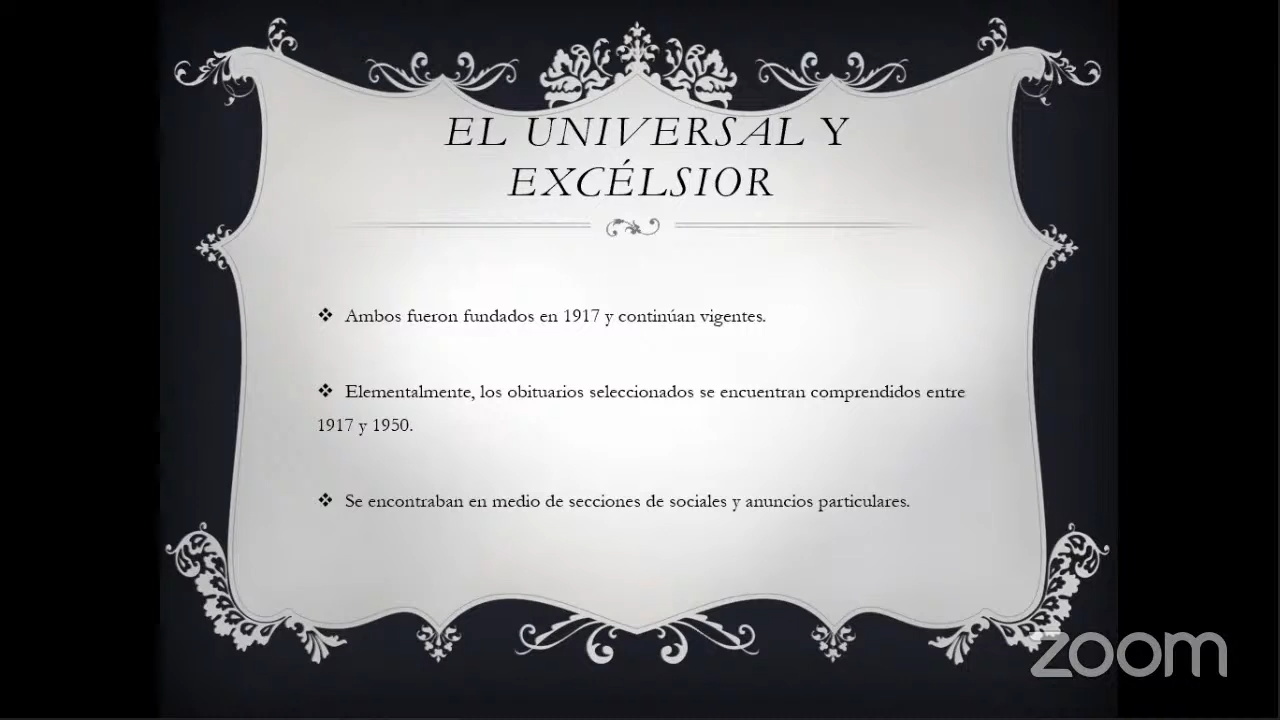 EL UNIVERSAL Y
EXCÉLSIOR
❖ Ambos fueron fundados en 1917 y continúan vigentes.
❖ Elementalmente, los obituarios seleccionados se encuentran comprendidos entre
1917 y 1950.
❖ Se encontraban en medio de secciones de sociales y anuncios particulares.
zoom